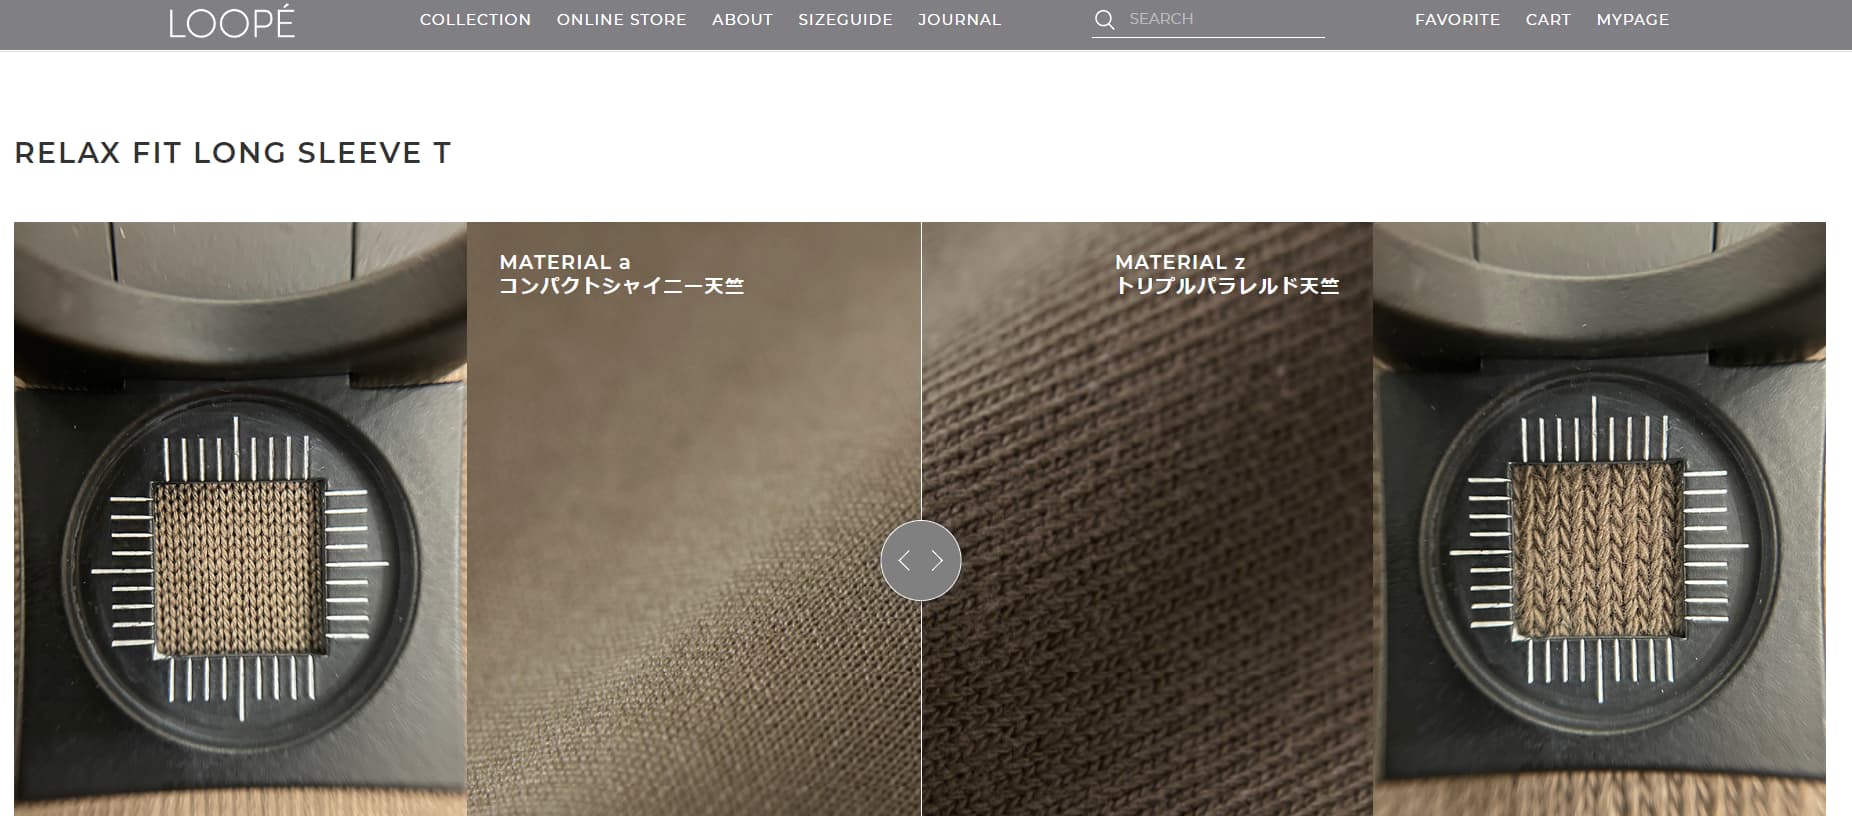 LOOPÉ
COLLECTION ONLINE STORE ABOUT SIZEGUIDE JOURNAL SEARCH FAVORITE CART MYPAGE
RELAX FIT LONG SLEEVE T
MATERIAL a
コンパクトシャイニー天竺
MATERIAL z
トリプルパラレルド天竺